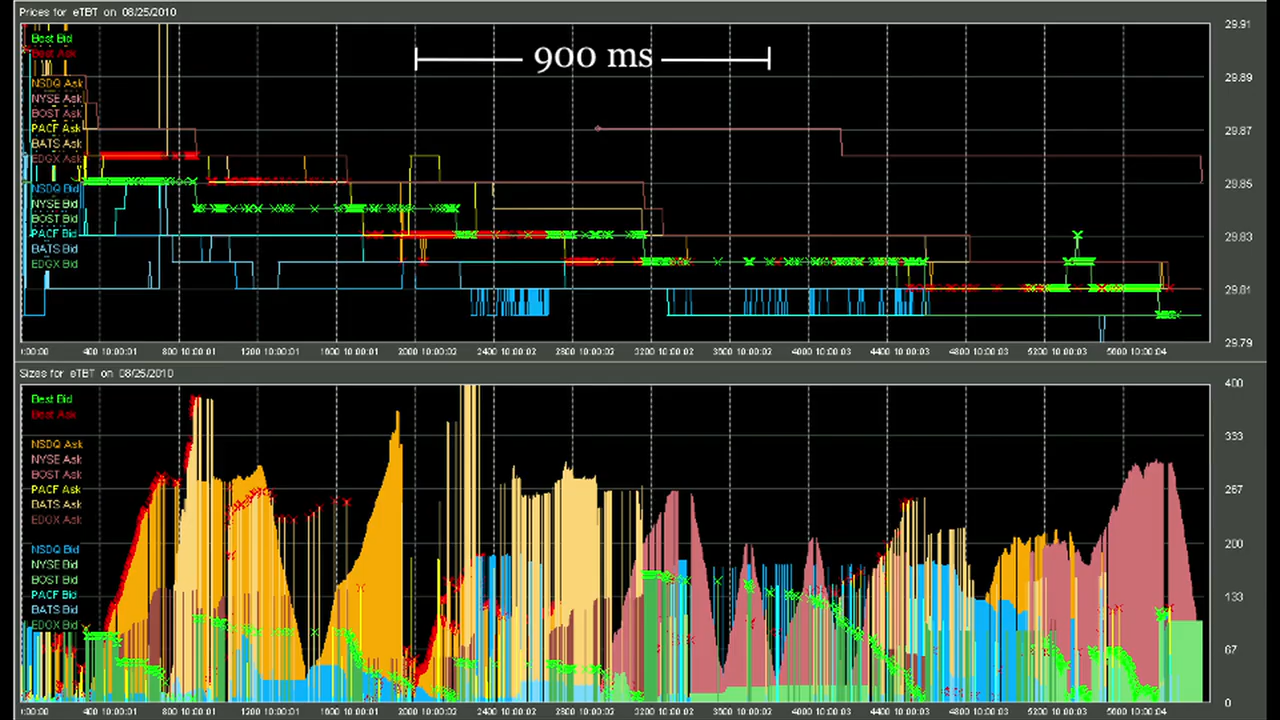 Prices for eTBT on 08/25/2010
29.91
Best Bid
Best Ask
900 ms
29.89
NSDQ Ask
NYSE Ask
BOST Ask
PACF Ask
29.87
BATS Ask
EDGX Ask
29.85
NSDQ Bid
NYSE Bid
BOST Bid
PACF Bid
29.83
BATS Bid
EDGX Bid
29.81
29.79
1:00:00 400 10:00:01 800 10:00:01 1200 10:00:01 1600 10:00:01 2000 10:00:02 2400 10:00:02 2800 10:00:02 3200 10:00:02 3600 10:00:02 4000 10:00:03 4400 10:00:03 4800 10:00:03 5200 10:00:03 5600 10:00:04
Sizes for eTBT on 08/25/2010
400
Best Bid
Best Ask
333
NSDQ Ask
NYSE Ask
BOST Ask
PACF Ask
267
BATS Ask
EDGX Ask
200
NSDQ Bid
NYSE Bid
BOST Bid
PACF Bid
133
BATS Bid
EDGX Bid
67
0
1:00:00 400 10:00:01 800 10:00:01 1200 10:00:01 1600 10:00:01 2000 10:00:02 2400 10:00:02 2800 10:00:02 3200 10:00:02 3600 10:00:02 4000 10:00:03 4400 10:00:03 4800 10:00:03 5200 10:00:03 5600 10:00:04